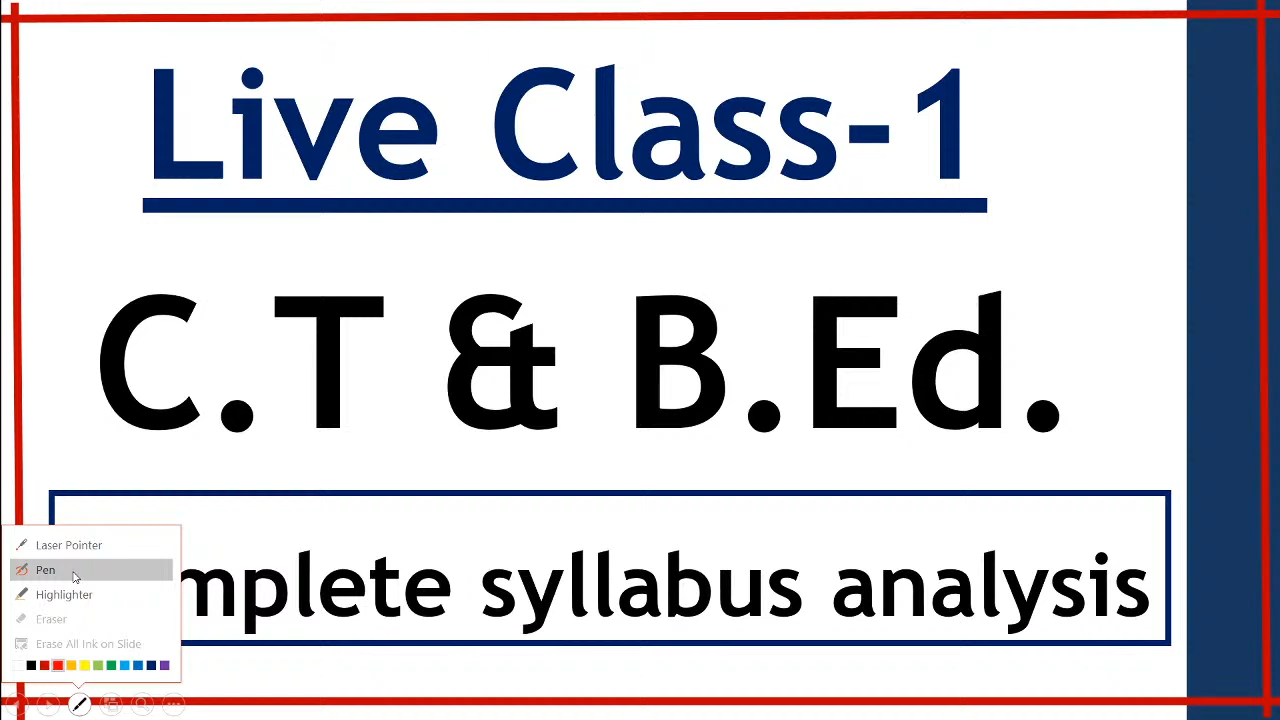 Live Class-1
C.T & B.Ed.
mplete syllabus analysis
Laser Pointer
Pen
Highlighter
Eraser
Erase All Ink on Slide